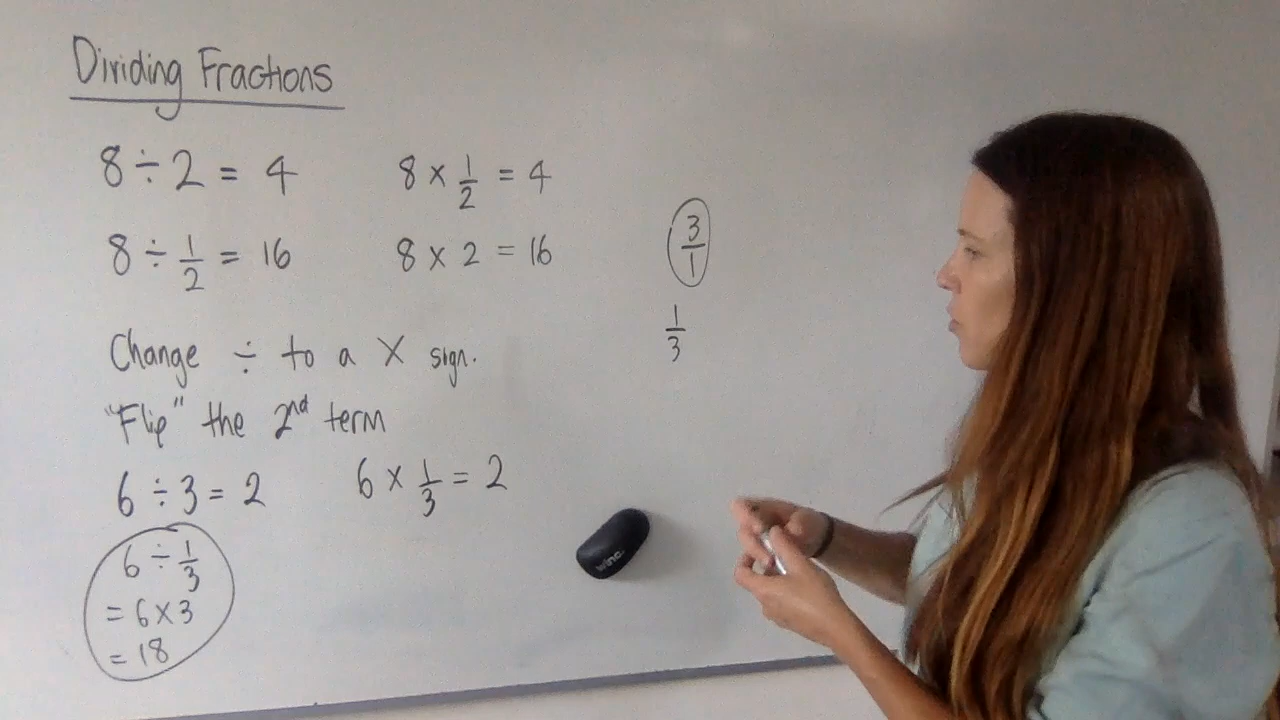 Dividing Fractions
8 ÷ 2 = 4
8 × 1/2 = 4
8 ÷ 1/2 = 16
8 × 2 = 16
3/1
1/3
Change ÷ to a × sign.
"Flip" the 2nd term
6 ÷ 3 = 2
6 × 1/3 = 2
6 ÷ 1/3
= 6 × 3
= 18
winc.